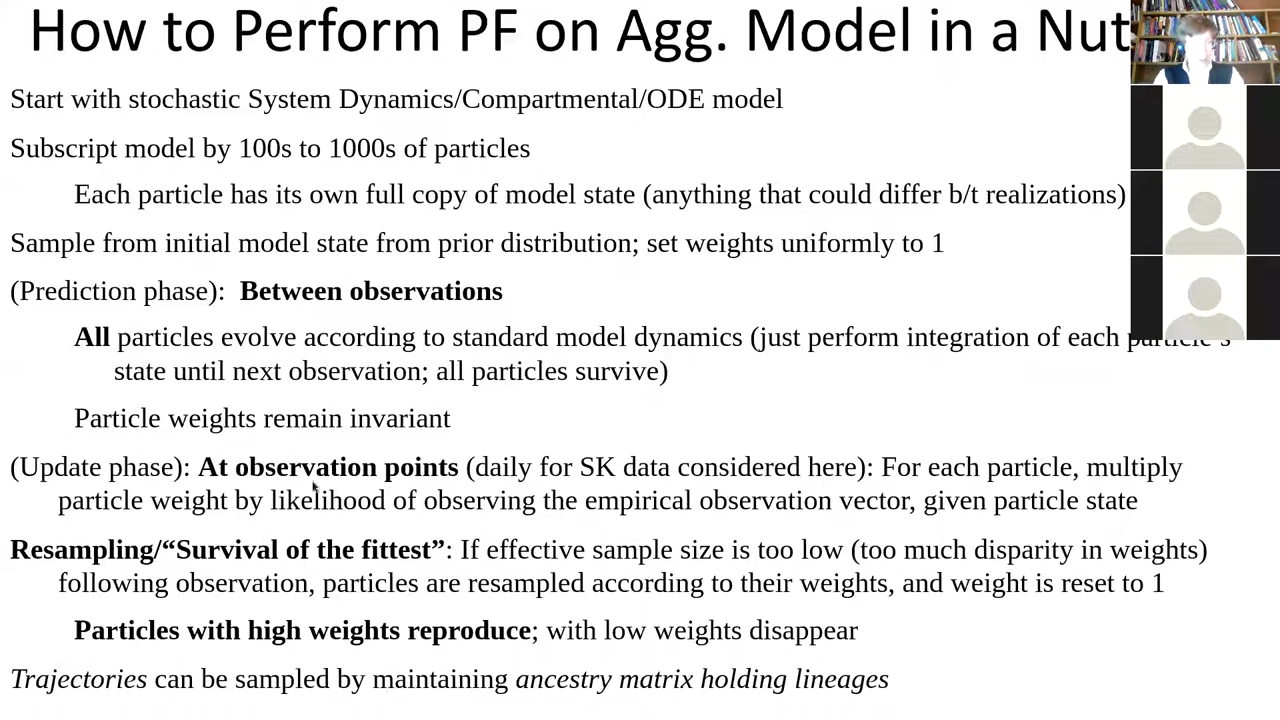 How to Perform PF on Agg. Model in a Nut
Start with stochastic System Dynamics/Compartmental/ODE model
Subscript model by 100s to 1000s of particles
Each particle has its own full copy of model state (anything that could differ b/t realizations)
Sample from initial model state from prior distribution; set weights uniformly to 1
(Prediction phase): Between observations
All particles evolve according to standard model dynamics (just perform integration of each particle's
state until next observation; all particles survive)
Particle weights remain invariant
(Update phase): At observation points (daily for SK data considered here): For each particle, multiply
particle weight by likelihood of observing the empirical observation vector, given particle state
Resampling/“Survival of the fittest”: If effective sample size is too low (too much disparity in weights)
following observation, particles are resampled according to their weights, and weight is reset to 1
Particles with high weights reproduce; with low weights disappear
Trajectories can be sampled by maintaining ancestry matrix holding lineages